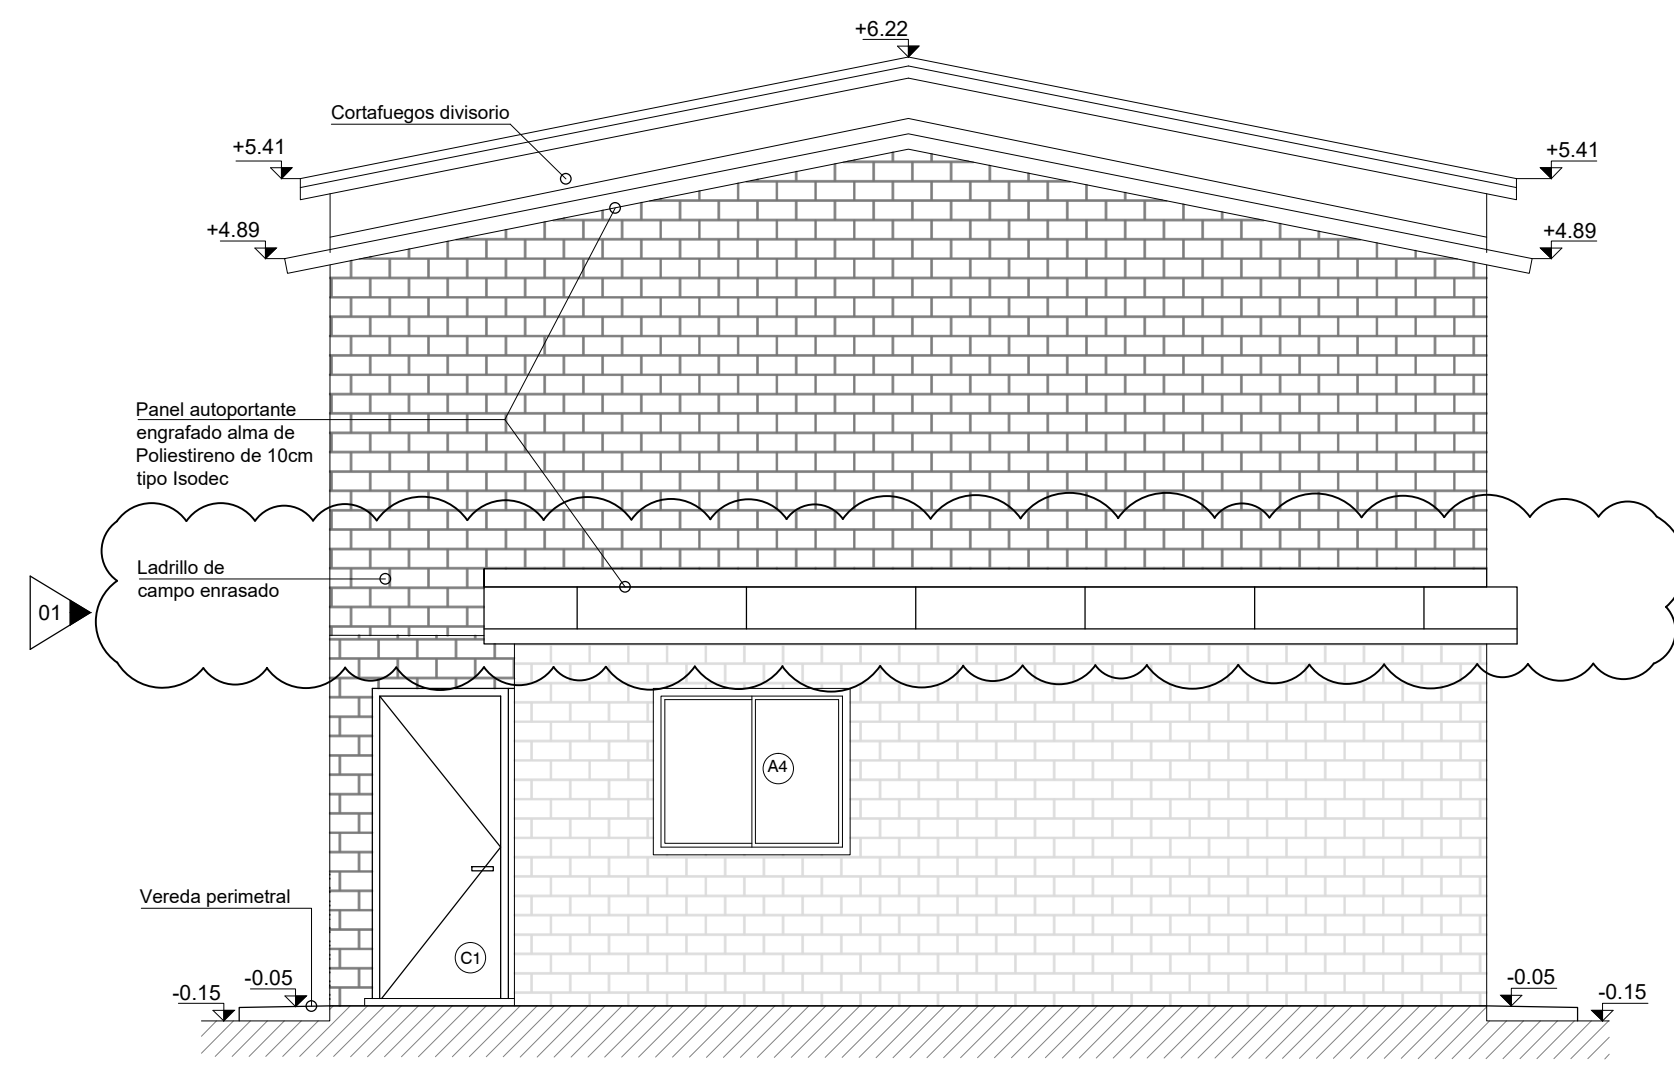 +6.22
Cortafuegos divisorio
+5.41
+5.41
+4.89
+4.89
Panel autoportante
engrafado alma de
Poliestireno de 10cm
tipo Isodec
Ladrillo de
campo enrasado
01
A4
Vereda perimetral
C1
-0.05
-0.05
-0.15
-0.15